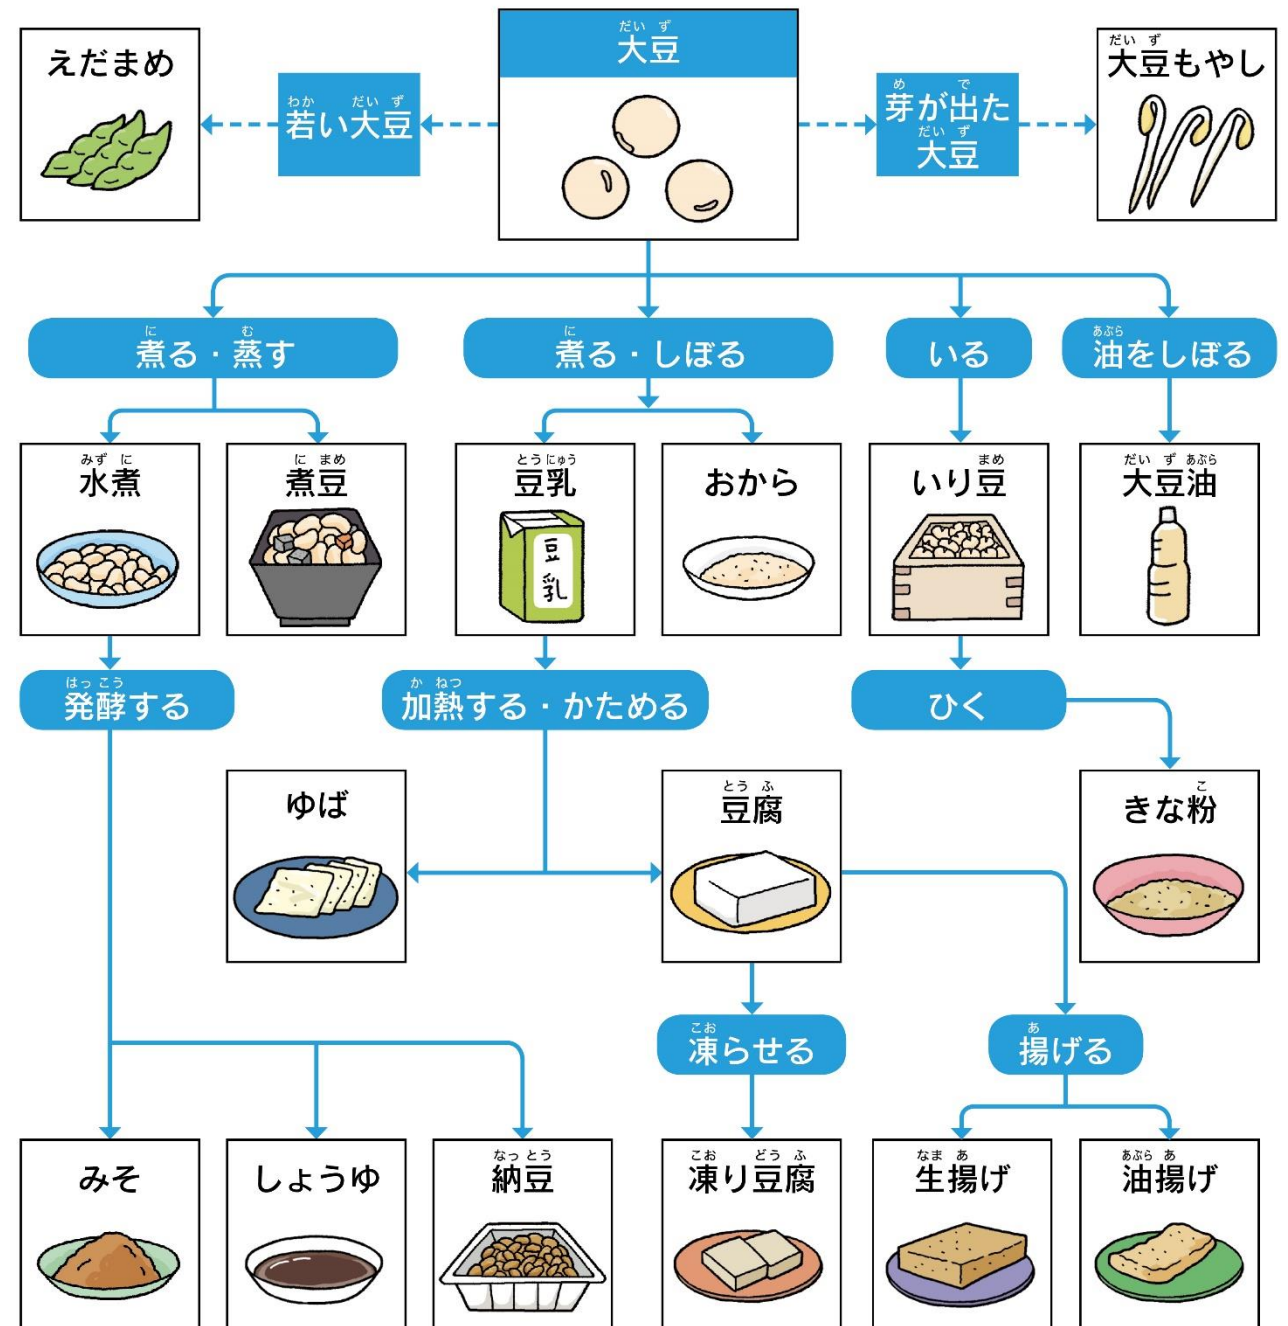 だいず
大豆
えだまめ
わか だいず
若い大豆
め で
芽が出た
だいず
大豆
だいず
大豆もやし
に む
煮る・蒸す
に
煮る・しぼる
いる
あぶら
油をしぼる
みずに
水煮
に まめ
煮豆
とうにゅう
豆乳
豆
乳
おから
まめ
いり豆
だいずあぶら
大豆油
はっこう
発酵する
かねつ
加熱する・かためる
ひく
ゆば
とうふ
豆腐
こ
きな粉
こお
凍らせる
あ
揚げる
みそ
しょうゆ
なっとう
納豆
こお どうふ
凍り豆腐
なま あ
生揚げ
あぶら あ
油揚げ